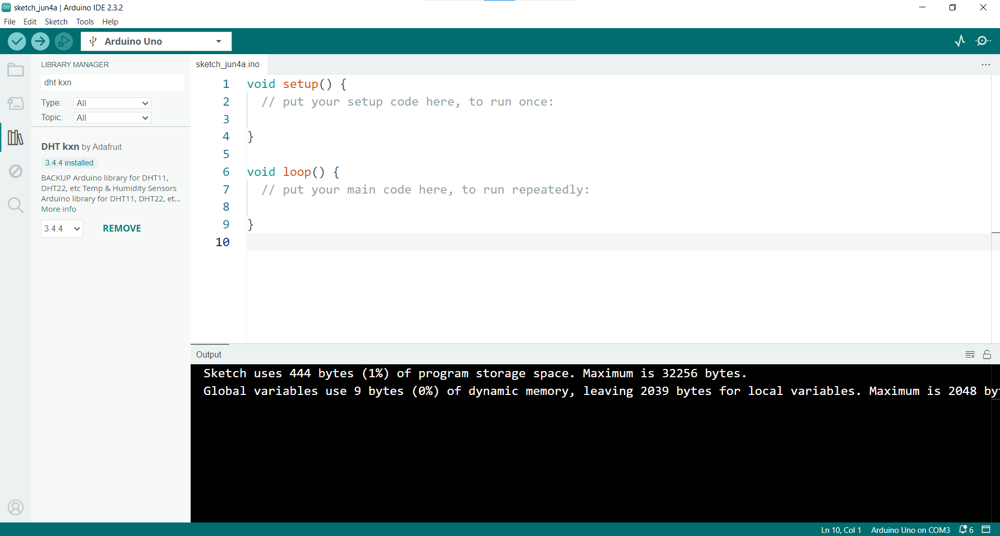 sketch_jun4a | Arduino IDE 2.3.2
File Edit Sketch Tools Help
Arduino Uno
LIBRARY MANAGER
dht kxn
Type: All
Topic: All
DHT kxn by Adafruit
3.4.4 installed
BACKUP Arduino library for DHT11,
DHT22, etc Temp & Humidity Sensors
Arduino library for DHT11, DHT22, et...
More info
3.4.4 REMOVE
sketch_jun4a.ino
1 void setup() {
2 // put your setup code here, to run once:
3
4 }
5
6 void loop() {
7 // put your main code here, to run repeatedly:
8
9 }
10
Output
Sketch uses 444 bytes (1%) of program storage space. Maximum is 32256 bytes.
Global variables use 9 bytes (0%) of dynamic memory, leaving 2039 bytes for local variables. Maximum is 2048 by
Ln 10, Col 1 Arduino Uno on COM3 6